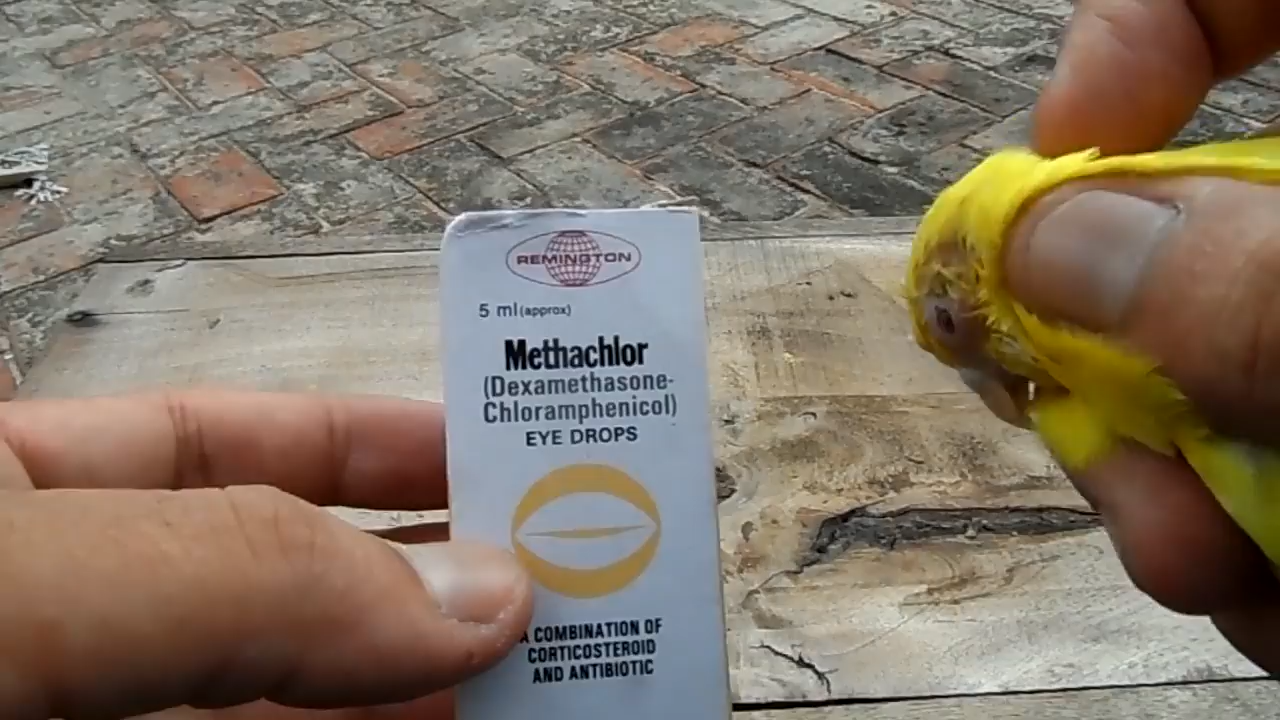 REMINGTON
5 ml (approx)
Methachlor
(Dexamethasone-
Chloramphenicol)
EYE DROPS
A COMBINATION OF
CORTICOSTEROID
AND ANTIBIOTIC